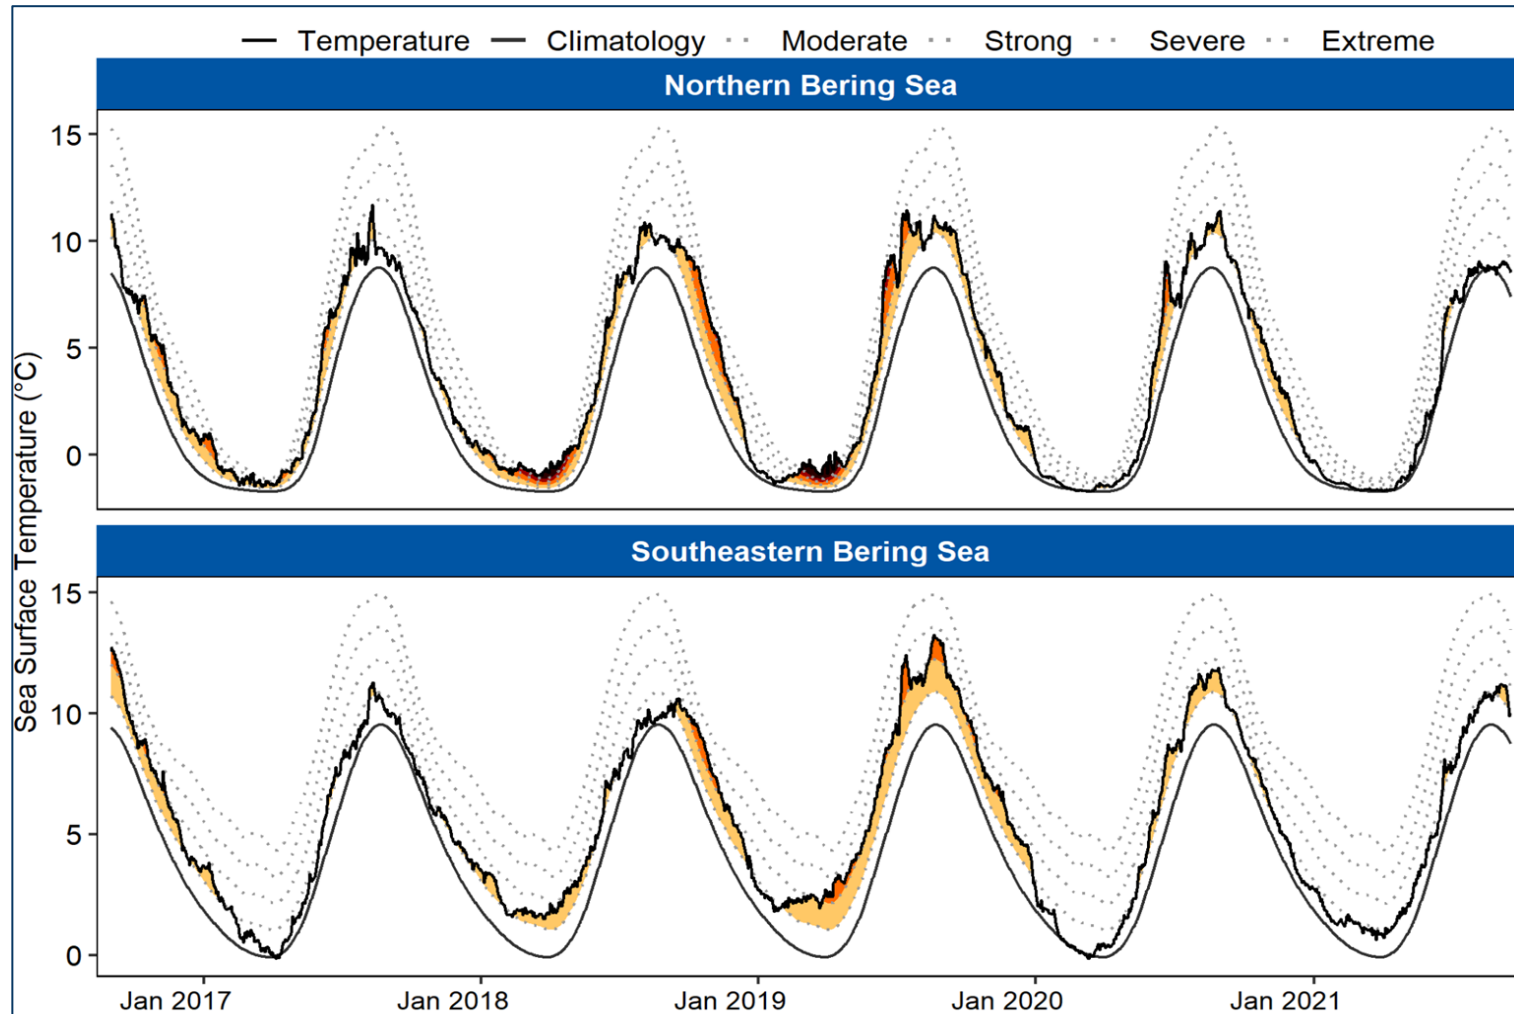 Temperature Climatology Moderate Strong Severe Extreme
Northern Bering Sea
15
10
5
0
Sea Surface Temperature (°C)
Southeastern Bering Sea
15
10
5
0
Jan 2017 Jan 2018 Jan 2019 Jan 2020 Jan 2021